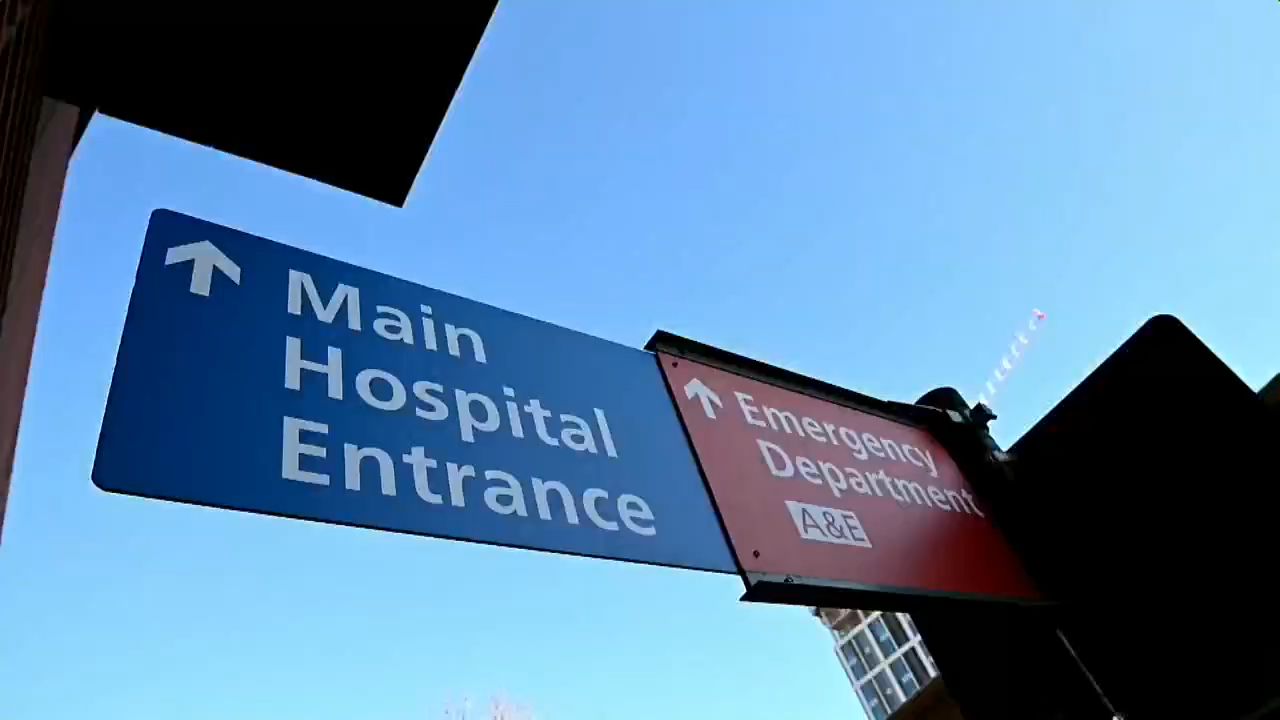 Main
Hospital
Entrance
Emergency
Department
A&E